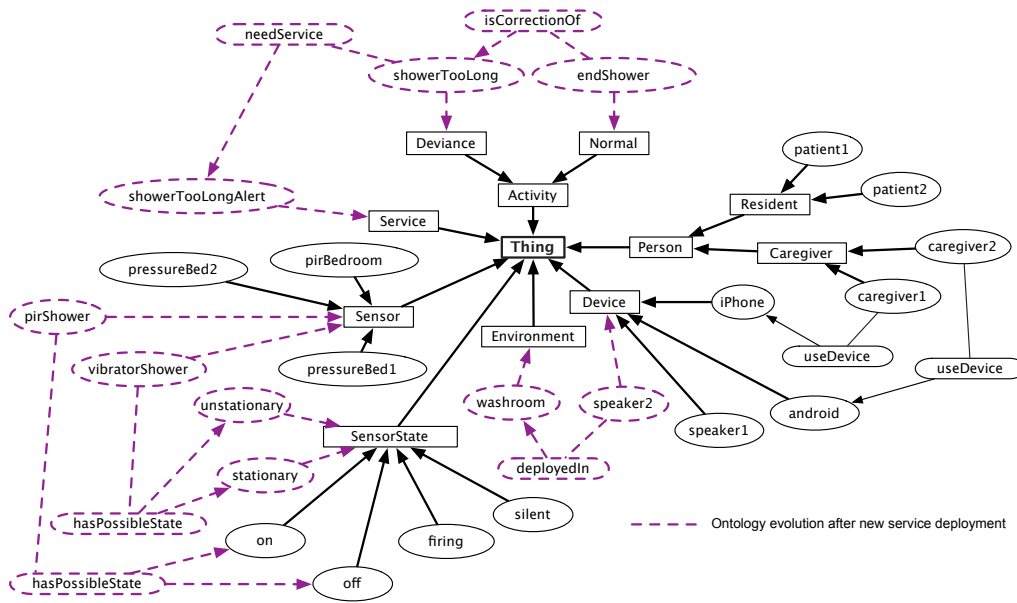 isCorrectionOf
needService
showerTooLong
endShower
Deviance
Normal
patient1
showerTooLongAlert
Activity
Resident
patient2
Service
Thing
Person
Caregiver
caregiver2
pressureBed2
pirBedroom
Device
iPhone
caregiver1
pirShower
Sensor
Environment
useDevice
vibratorShower
pressureBed1
useDevice
unstationary
washroom
speaker2
android
SensorState
speaker1
stationary
deployedIn
silent
hasPossibleState
on
firing
Ontology evolution after new service deployment
hasPossibleState
off